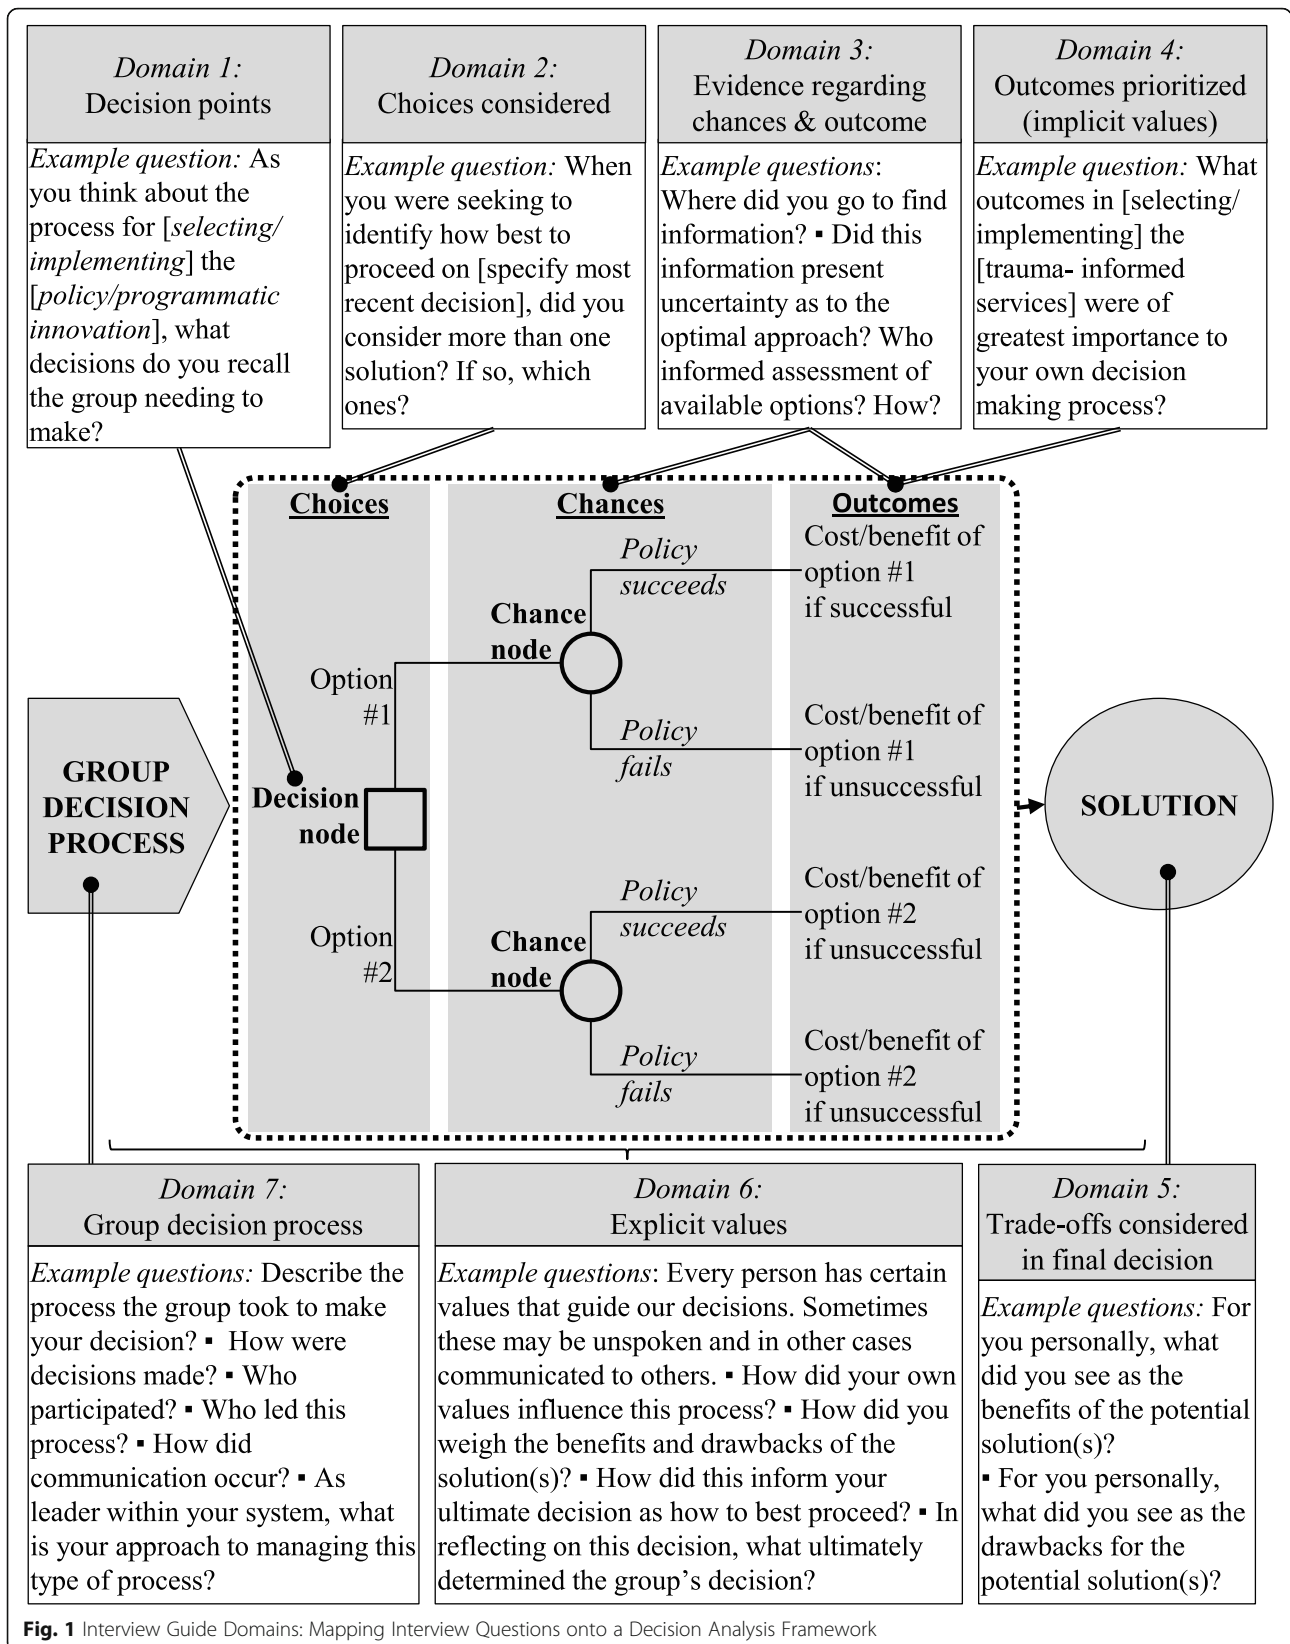 Domain 1:
Decision points
Example question: As
you think about the
process for [selecting/
implementing] the
[policy/programmatic
innovation], what
decisions do you recall
the group needing to
make?
Domain 2:
Choices considered
Example question: When
you were seeking to
identify how best to
proceed on [specify most
recent decision], did you
consider more than one
solution? If so, which
ones?
Domain 3:
Evidence regarding
chances & outcome
Example questions:
Where did you go to find
information? ▪ Did this
information present
uncertainty as to the
optimal approach? Who
informed assessment of
available options? How?
Domain 4:
Outcomes prioritized
(implicit values)
Example question: What
outcomes in [selecting/
implementing] the
[trauma- informed
services] were of
greatest importance to
your own decision
making process?
Choices
Chances
Outcomes
Policy
succeeds
Cost/benefit of
option #1
if successful
Chance
node
Option
#1
Policy
fails
Cost/benefit of
option #1
if unsuccessful
GROUP
DECISION
PROCESS
Decision
node
SOLUTION
Policy
succeeds
Cost/benefit of
option #2
if unsuccessful
Option
#2
Chance
node
Policy
fails
Cost/benefit of
option #2
if unsuccessful
Domain 7:
Group decision process
Example questions: Describe the
process the group took to make
your decision? ▪ How were
decisions made? ▪ Who
participated? ▪ Who led this
process? ▪ How did
communication occur? ▪ As
leader within your system, what
is your approach to managing this
type of process?
Domain 6:
Explicit values
Example questions: Every person has certain
values that guide our decisions. Sometimes
these may be unspoken and in other cases
communicated to others. ▪ How did your own
values influence this process? ▪ How did you
weigh the benefits and drawbacks of the
solution(s)? ▪ How did this inform your
ultimate decision as how to best proceed? ▪ In
reflecting on this decision, what ultimately
determined the group’s decision?
Domain 5:
Trade-offs considered
in final decision
Example questions: For
you personally, what
did you see as the
benefits of the potential
solution(s)?
▪ For you personally,
what did you see as the
drawbacks for the
potential solution(s)?
Fig. 1 Interview Guide Domains: Mapping Interview Questions onto a Decision Analysis Framework